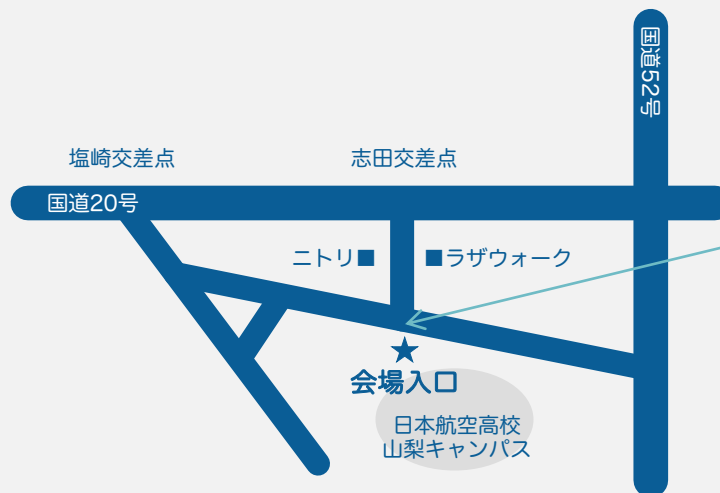 国道52号
塩崎交差点
志田交差点
国道20号
ニトリ■
■ラザウォーク
★
会場入口
日本航空高校
山梨キャンパス